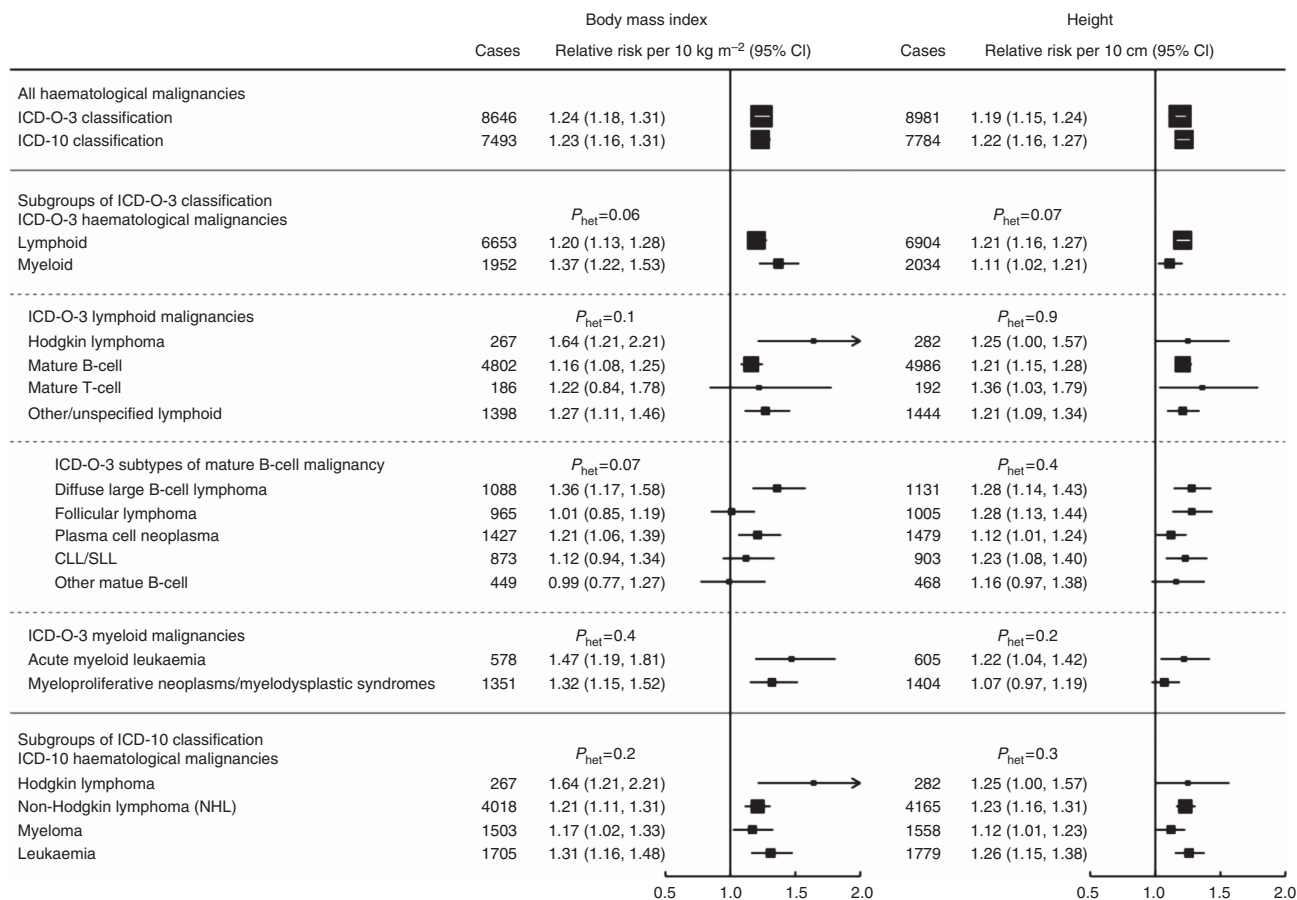 Body mass index Height
Cases Relative risk per 10 kg m⁻² (95% CI) Cases Relative risk per 10 cm (95% CI)
All haematological malignancies
ICD-O-3 classification 8646 1.24 (1.18, 1.31) 8981 1.19 (1.15, 1.24)
ICD-10 classification 7493 1.23 (1.16, 1.31) 7784 1.22 (1.16, 1.27)
Subgroups of ICD-O-3 classification
ICD-O-3 haematological malignancies Phet=0.06 Phet=0.07
Lymphoid 6653 1.20 (1.13, 1.28) 6904 1.21 (1.16, 1.27)
Myeloid 1952 1.37 (1.22, 1.53) 2034 1.11 (1.02, 1.21)
ICD-O-3 lymphoid malignancies Phet=0.1 Phet=0.9
Hodgkin lymphoma 267 1.64 (1.21, 2.21) 282 1.25 (1.00, 1.57)
Mature B-cell 4802 1.16 (1.08, 1.25) 4986 1.21 (1.15, 1.28)
Mature T-cell 186 1.22 (0.84, 1.78) 192 1.36 (1.03, 1.79)
Other/unspecified lymphoid 1398 1.27 (1.11, 1.46) 1444 1.21 (1.09, 1.34)
ICD-O-3 subtypes of mature B-cell malignancy Phet=0.07 Phet=0.4
Diffuse large B-cell lymphoma 1088 1.36 (1.17, 1.58) 1131 1.28 (1.14, 1.43)
Follicular lymphoma 965 1.01 (0.85, 1.19) 1005 1.28 (1.13, 1.44)
Plasma cell neoplasma 1427 1.21 (1.06, 1.39) 1479 1.12 (1.01, 1.24)
CLL/SLL 873 1.12 (0.94, 1.34) 903 1.23 (1.08, 1.40)
Other matue B-cell 449 0.99 (0.77, 1.27) 468 1.16 (0.97, 1.38)
ICD-O-3 myeloid malignancies Phet=0.4 Phet=0.2
Acute myeloid leukaemia 578 1.47 (1.19, 1.81) 605 1.22 (1.04, 1.42)
Myeloproliferative neoplasms/myelodysplastic syndromes 1351 1.32 (1.15, 1.52) 1404 1.07 (0.97, 1.19)
Subgroups of ICD-10 classification
ICD-10 haematological malignancies Phet=0.2 Phet=0.3
Hodgkin lymphoma 267 1.64 (1.21, 2.21) 282 1.25 (1.00, 1.57)
Non-Hodgkin lymphoma (NHL) 4018 1.21 (1.11, 1.31) 4165 1.23 (1.16, 1.31)
Myeloma 1503 1.17 (1.02, 1.33) 1558 1.12 (1.01, 1.23)
Leukaemia 1705 1.31 (1.16, 1.48) 1779 1.26 (1.15, 1.38)
0.5 1.0 1.5 2.0 0.5 1.0 1.5 2.0